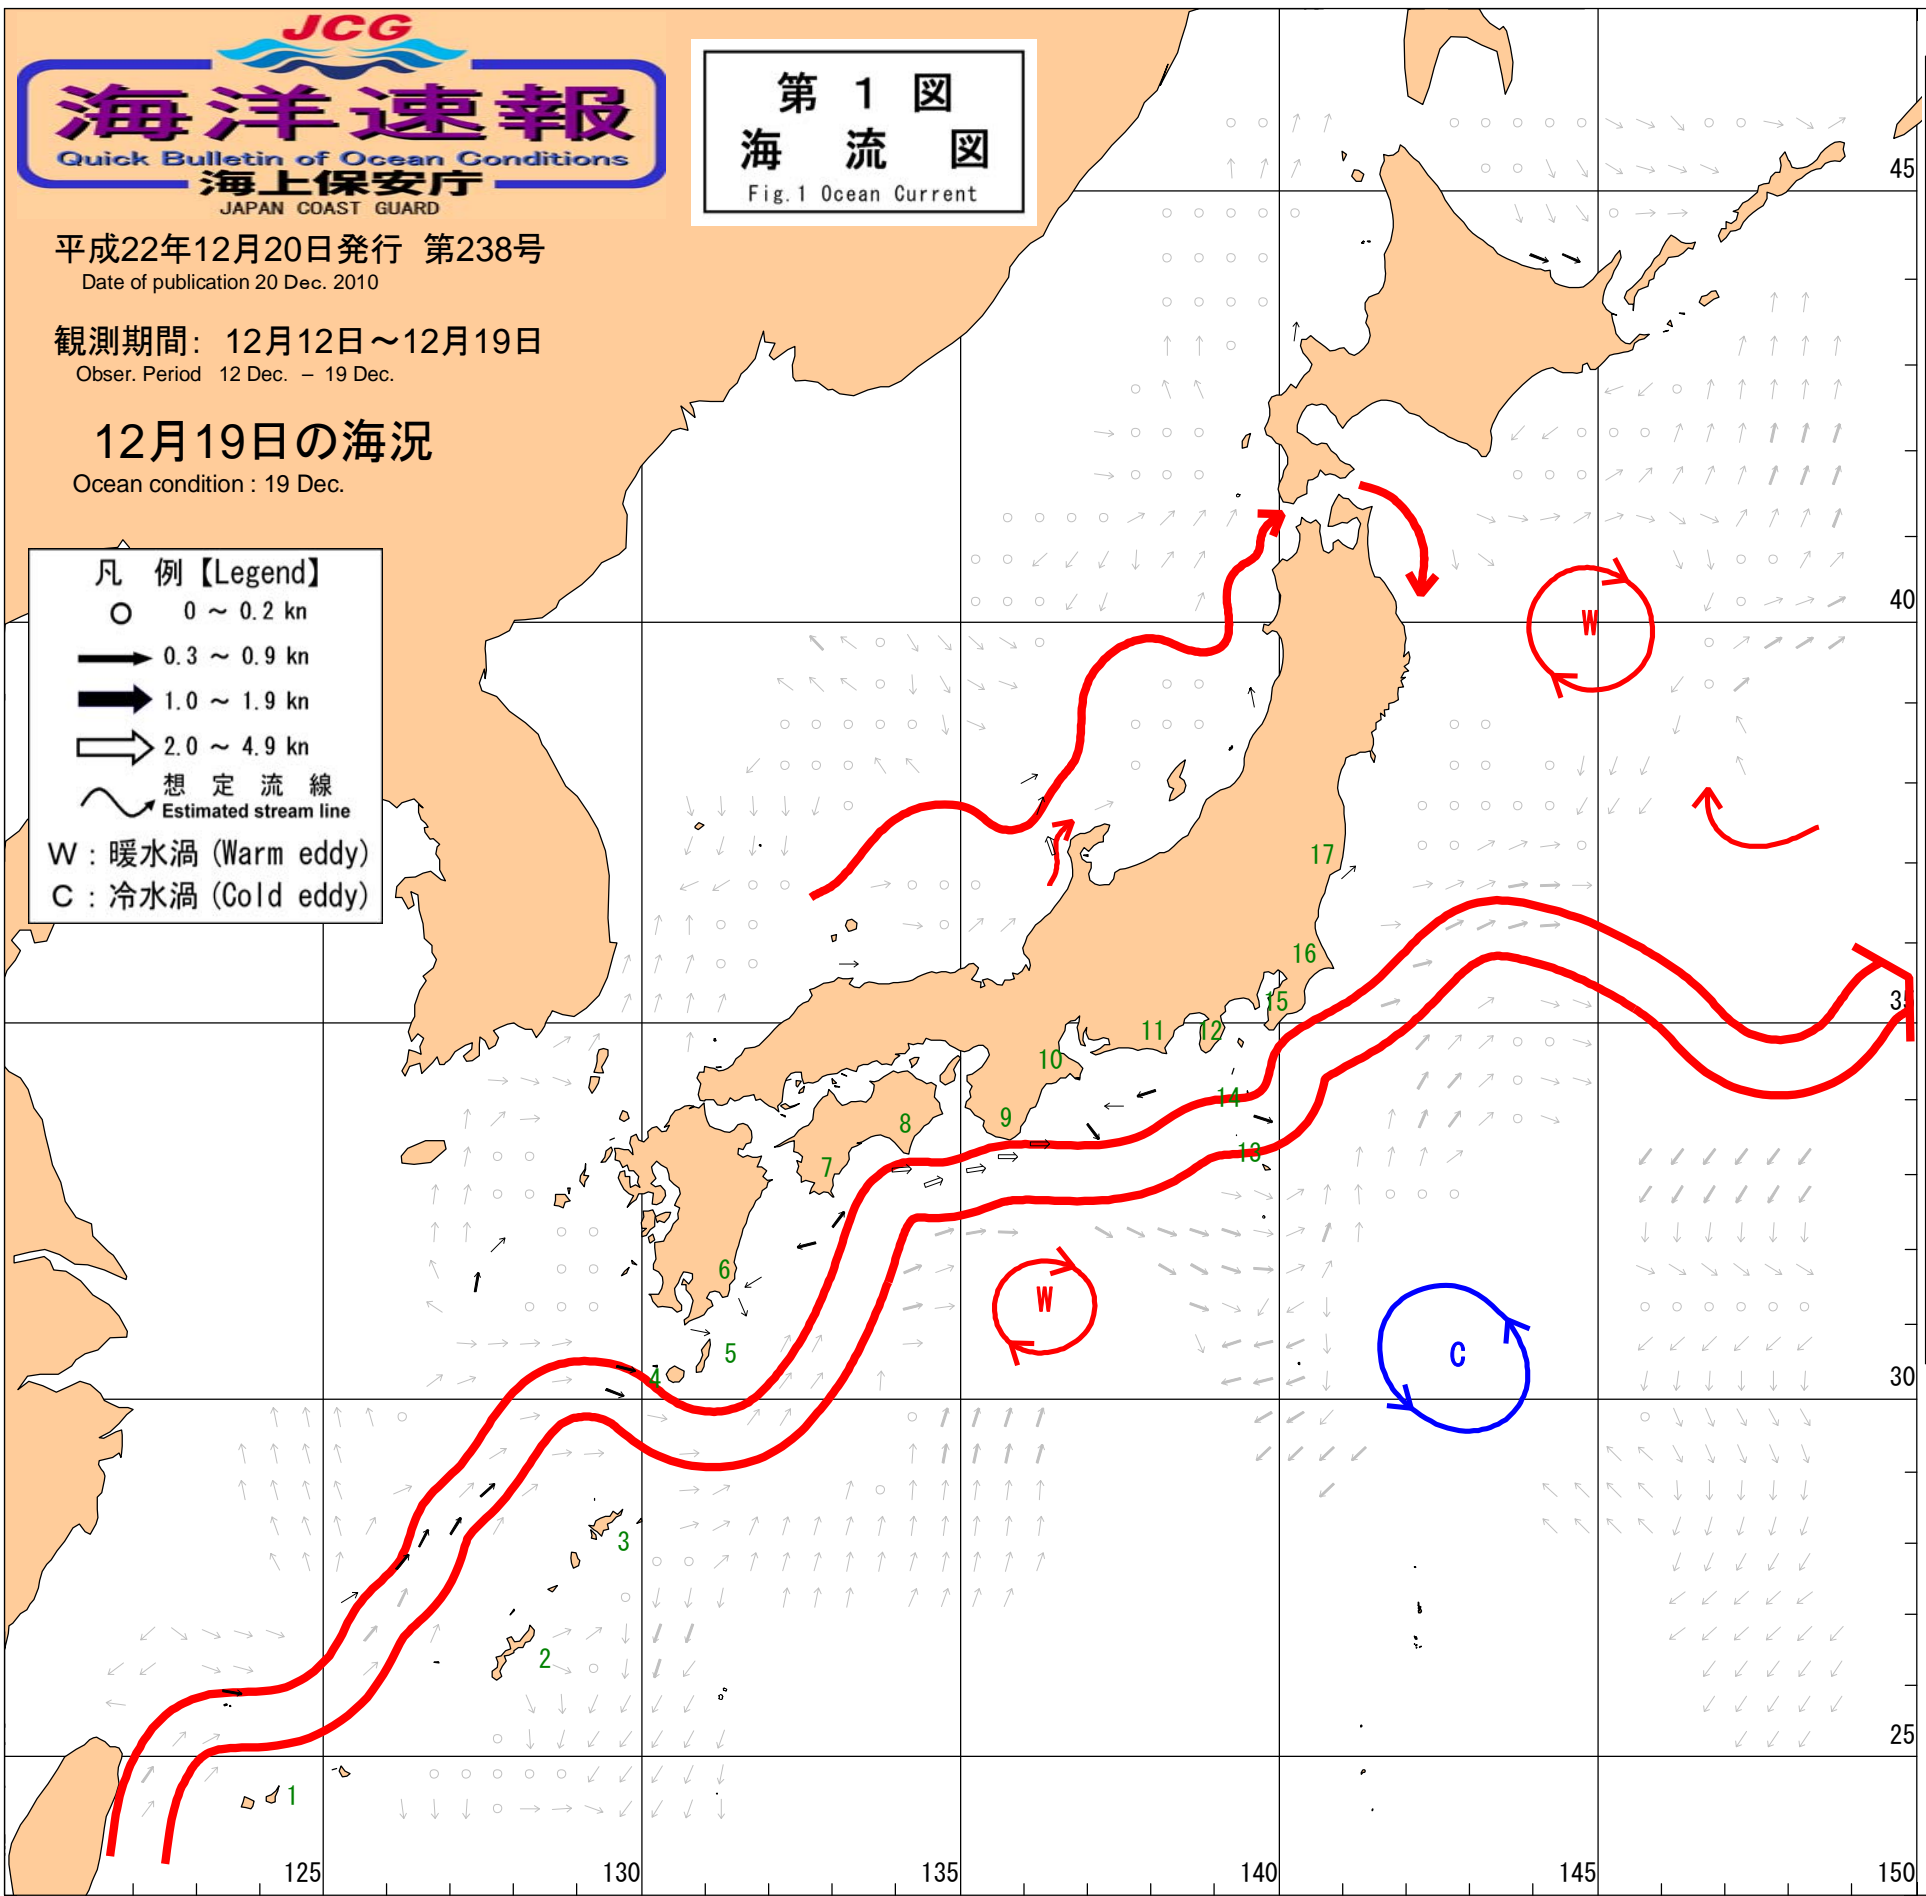 JCG
海洋速報
Quick Bulletin of Ocean Conditions
海上保安庁
JAPAN COAST GUARD
第 1 図
海 流 図
Fig.1 Ocean Current
平成22年12月20日発行 第238号
Date of publication 20 Dec. 2010
観測期間: 12月12日～12月19日
Obser. Period 12 Dec. – 19 Dec.
12月19日の海況
Ocean condition : 19 Dec.
凡 例【Legend】
0 ～ 0.2 kn
0.3 ～ 0.9 kn
1.0 ～ 1.9 kn
2.0 ～ 4.9 kn
想 定 流 線
Estimated stream line
W : 暖水渦 (Warm eddy)
C : 冷水渦 (Cold eddy)
45
40
35
30
25
W
W
C
17
16
15
12
11
10
14
13
9
8
7
6
5
4
3
2
1
125
130
135
140
145
150